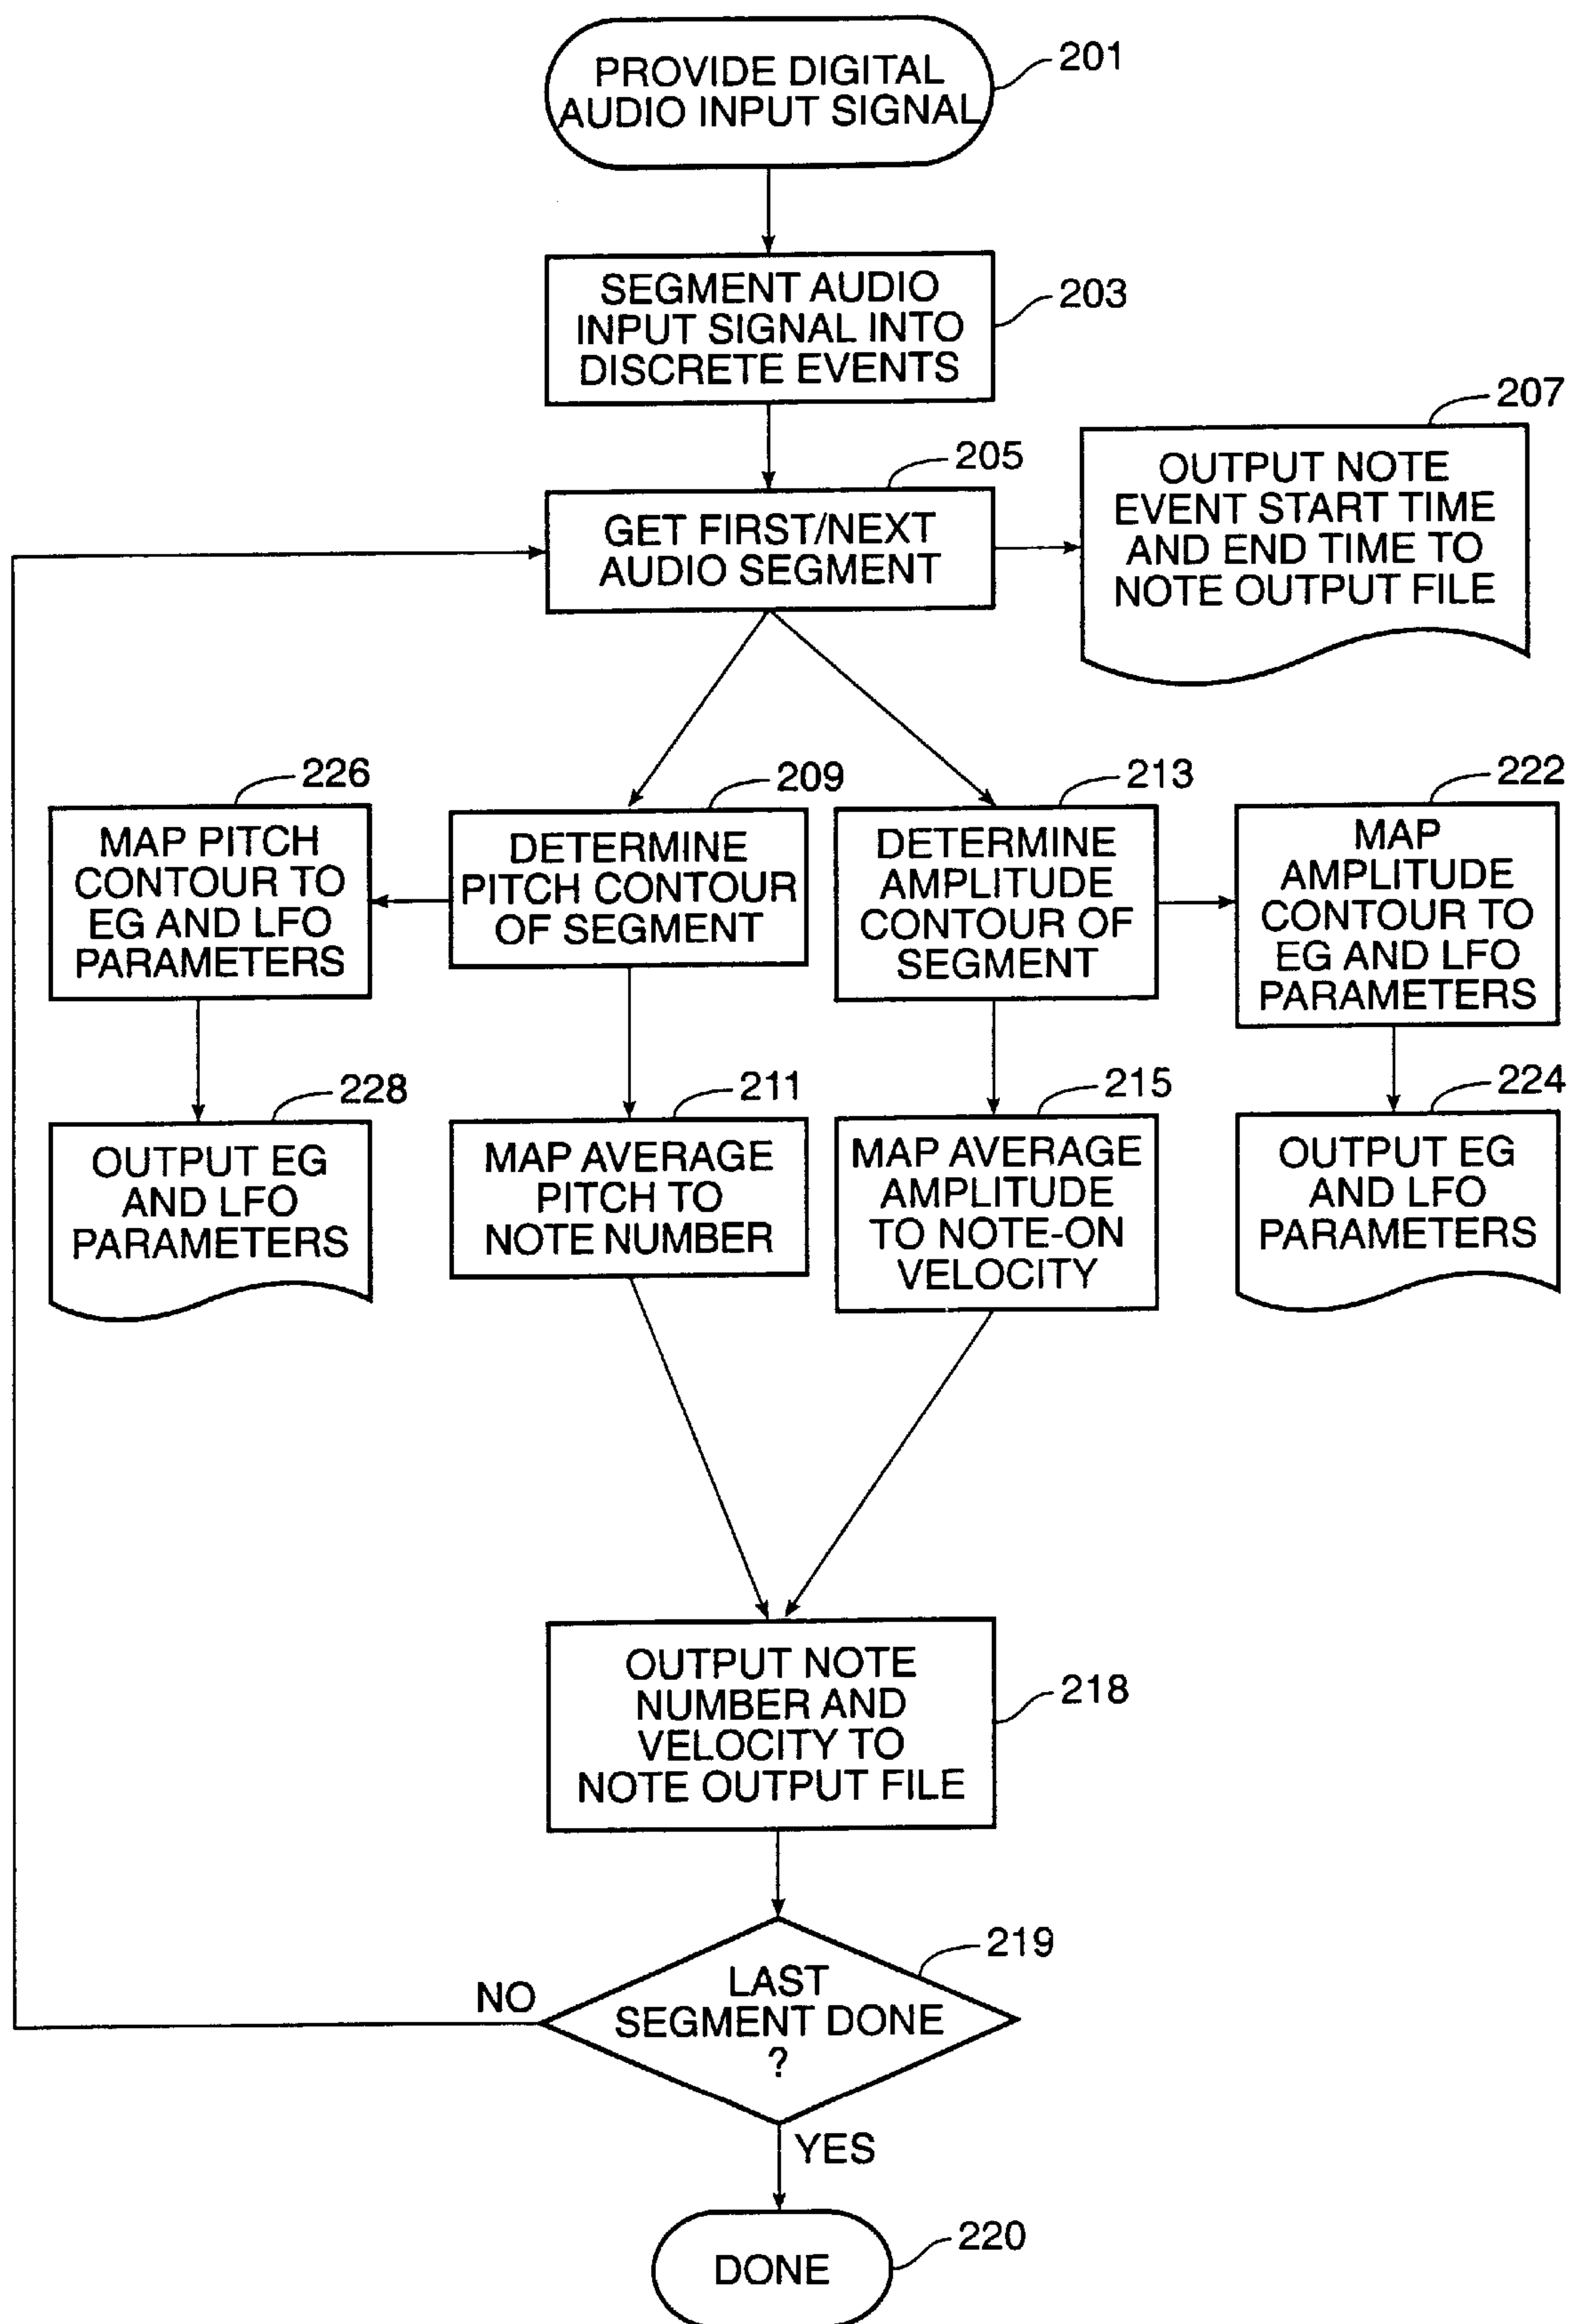 PROVIDE DIGITAL
AUDIO INPUT SIGNAL
201
SEGMENT AUDIO
INPUT SIGNAL INTO
DISCRETE EVENTS
203
205
GET FIRST/NEXT
AUDIO SEGMENT
207
OUTPUT NOTE
EVENT START TIME
AND END TIME TO
NOTE OUTPUT FILE
226
MAP PITCH
CONTOUR TO
EG AND LFO
PARAMETERS
209
DETERMINE
PITCH CONTOUR
OF SEGMENT
213
DETERMINE
AMPLITUDE
CONTOUR OF
SEGMENT
222
MAP
AMPLITUDE
CONTOUR TO
EG AND LFO
PARAMETERS
228
OUTPUT EG
AND LFO
PARAMETERS
211
MAP AVERAGE
PITCH TO
NOTE NUMBER
215
MAP AVERAGE
AMPLITUDE
TO NOTE-ON
VELOCITY
224
OUTPUT EG
AND LFO
PARAMETERS
OUTPUT NOTE
NUMBER AND
VELOCITY TO
NOTE OUTPUT FILE
218
219
LAST
SEGMENT DONE
?
NO
YES
DONE
220